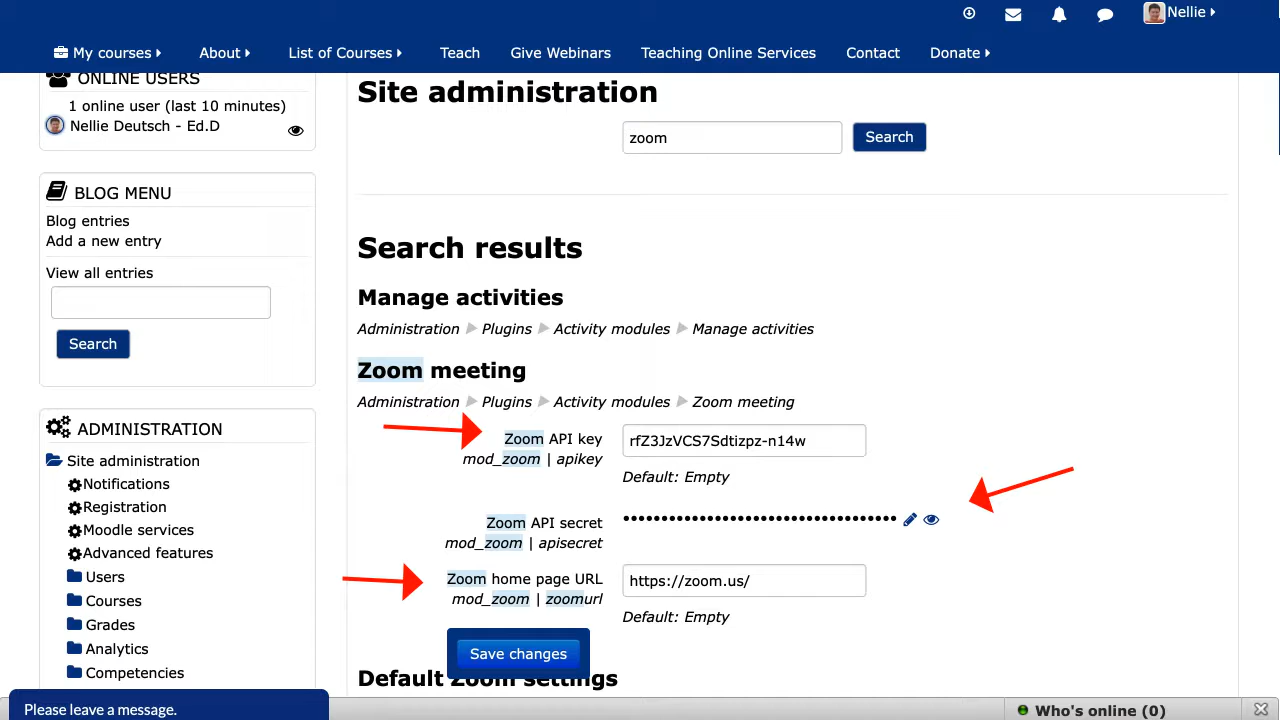 Nellie
My courses
About
List of Courses
Teach
Give Webinars
Teaching Online Services
Contact
Donate
ONLINE USERS
1 online user (last 10 minutes)
Nellie Deutsch - Ed.D
BLOG MENU
Blog entries
Add a new entry
View all entries
Search
ADMINISTRATION
Site administration
Notifications
Registration
Moodle services
Advanced features
Users
Courses
Grades
Analytics
Competencies
Please leave a message.
Site administration
zoom
Search
Search results
Manage activities
Administration Plugins Activity modules Manage activities
Zoom meeting
Administration Plugins Activity modules Zoom meeting
Zoom API key
rfZ3JzVCS7Sdtizpz-n14w
mod_zoom | apikey
Default: Empty
Zoom API secret
••••••••••••••••••••••••••••••••••••
mod_zoom | apisecret
Zoom home page URL
https://zoom.us/
mod_zoom | zoomurl
Default: Empty
Save changes
Default Zoom settings
Who's online (0)